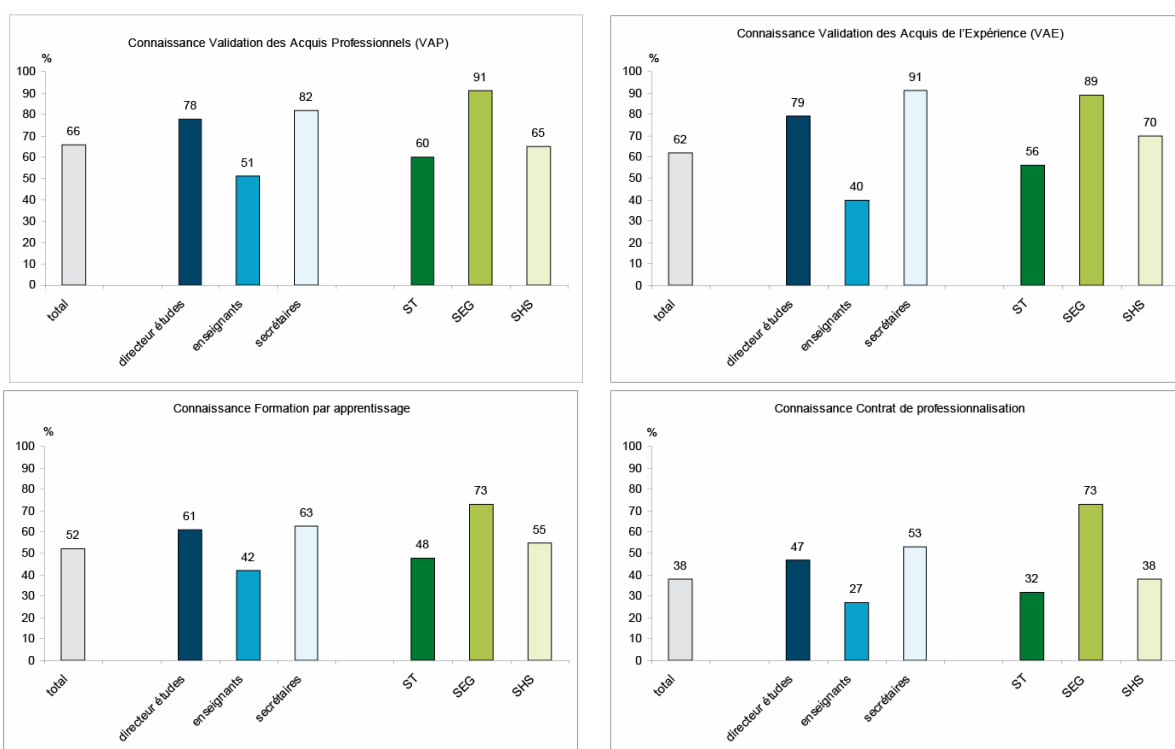 Connaissance Validation des Acquis Professionnels (VAP)
%
100
90
80
70
60
50
40
30
20
10
0
66
78
51
82
60
91
65
total
directeur études
enseignants
secrétaires
ST
SEG
SHS
Connaissance Validation des Acquis de l'Expérience (VAE)
%
100
90
80
70
60
50
40
30
20
10
0
62
79
40
91
56
89
70
total
directeur études
enseignants
secrétaires
ST
SEG
SHS
Connaissance Formation par apprentissage
%
100
90
80
70
60
50
40
30
20
10
0
52
61
42
63
48
73
55
total
directeur études
enseignants
secrétaires
ST
SEG
SHS
Connaissance Contrat de professionnalisation
%
100
90
80
70
60
50
40
30
20
10
0
38
47
27
53
32
73
38
total
directeur études
enseignants
secrétaires
ST
SEG
SHS